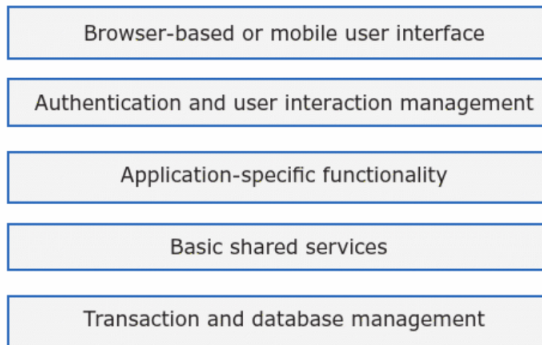 Browser-based or mobile user interface
Authentication and user interaction management
Application-specific functionality
Basic shared services
Transaction and database management